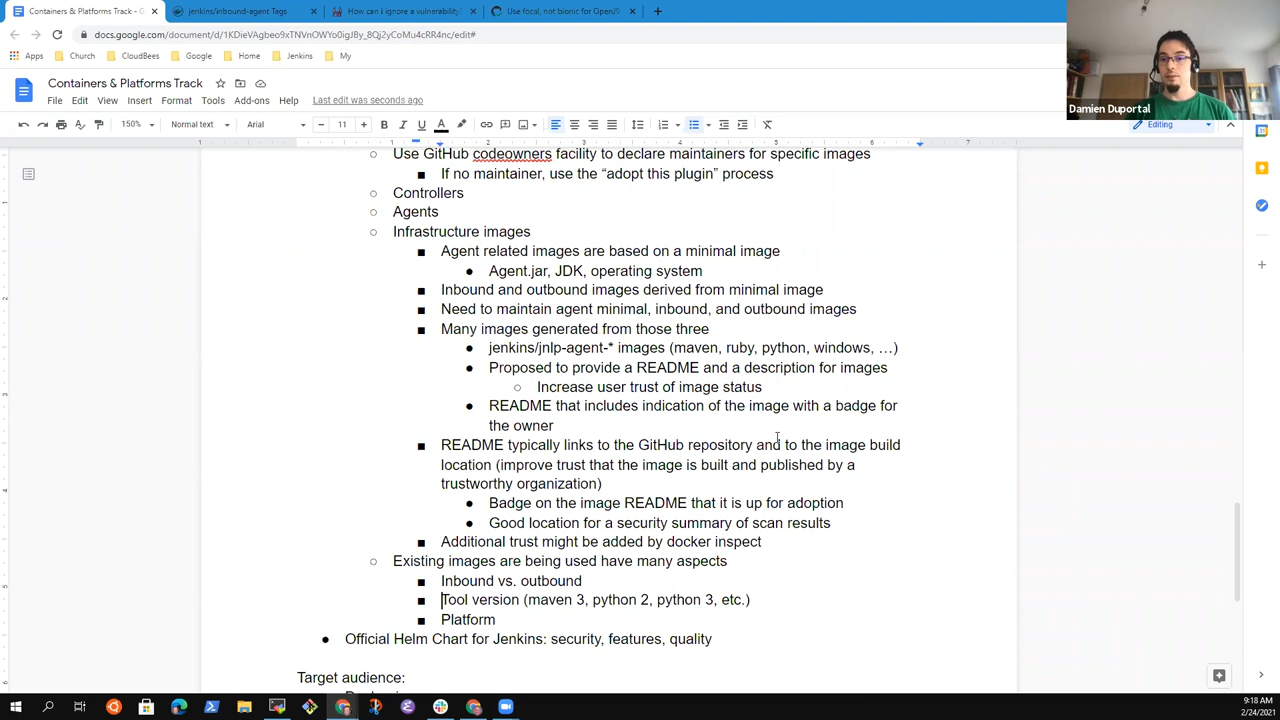 Containers & Platforms Track - G
jenkins/inbound-agent Tags
How can i ignore a vulnerability?
Use focal, not bionic for OpenJ
docs.google.com/document/d/1KDieVAgbeo9xTNVnOWYo0igJ8y_8Qj2yCoMu4cRR4nc/edit#
Apps Church CloudBees Google Home Jenkins My
Containers & Platforms Track
File Edit View Insert Format Tools Add-ons Help Last edit was seconds ago
150% Normal text Arial 11 Editing
Damien Duportal
Use GitHub codeowners facility to declare maintainers for specific images
If no maintainer, use the “adopt this plugin” process
Controllers
Agents
Infrastructure images
Agent related images are based on a minimal image
Agent.jar, JDK, operating system
Inbound and outbound images derived from minimal image
Need to maintain agent minimal, inbound, and outbound images
Many images generated from those three
jenkins/jnlp-agent-* images (maven, ruby, python, windows, …)
Proposed to provide a README and a description for images
Increase user trust of image status
README that includes indication of the image with a badge for
the owner
README typically links to the GitHub repository and to the image build
location (improve trust that the image is built and published by a
trustworthy organization)
Badge on the image README that it is up for adoption
Good location for a security summary of scan results
Additional trust might be added by docker inspect
Existing images are being used have many aspects
Inbound vs. outbound
Tool version (maven 3, python 2, python 3, etc.)
Platform
Official Helm Chart for Jenkins: security, features, quality
Target audience:
9:18 AM
2/24/2021